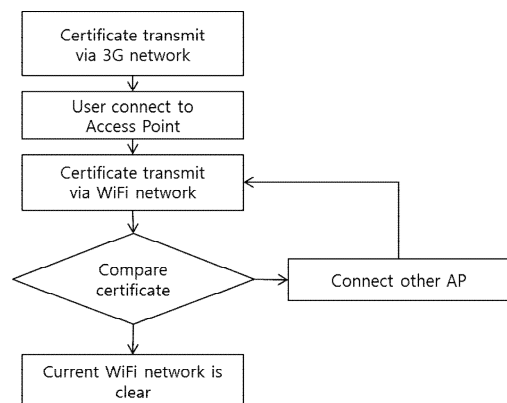 Certificate transmit
via 3G network
User connect to
Access Point
Certificate transmit
via WiFi network
Compare
certificate
Connect other AP
Current WiFi network is
clear